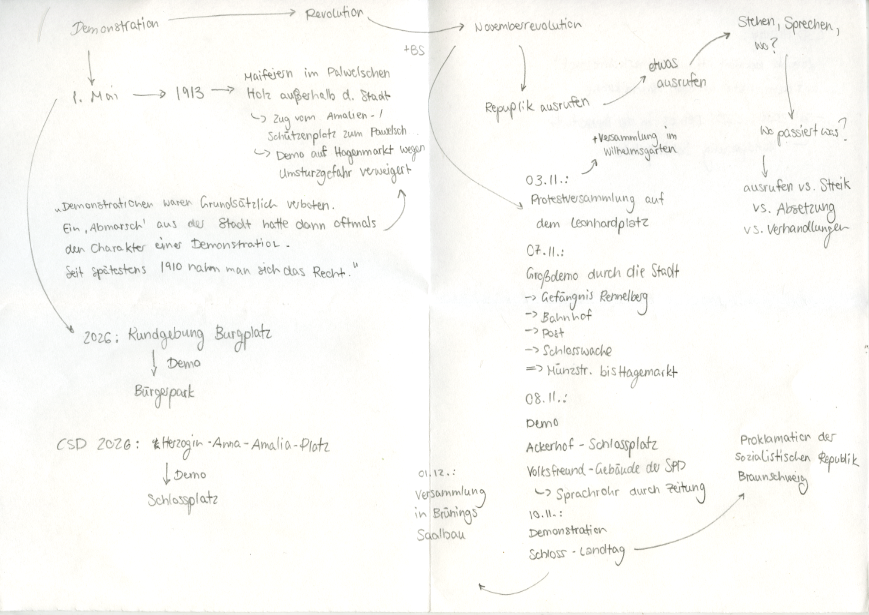 Demonstration
Revolution
Novemberrevolution
+BS
1. Mai
1913
Maifeiern im Pawelschen
Holz außerhalb d. Stadt
Zug vom Amalien-/
Schützenplatz zum Pawelsch
Demo auf Hagenmarkt wegen
Umsturzgefahr verweigert
„Demonstrationen waren Grundsätzlich verboten.
Ein ‚Abmarsch' aus der Stadt hatte dann oftmals
den Charakter einer Demonstration.
Seit spätestens 1910 nahm man sich das Recht."
2026: Kundgebung Burgplatz
Demo
Bürgerpark
CSD 2026: Herzogin-Anna-Amalia-Platz
Demo
Schlossplatz
Repuplik ausrufen
etwas
ausrufen
Stehen, Sprechen,
wo?
Wo passiert was?
ausrufen vs. Streik
vs. Absetzung
vs. Verhandlungen
+Versammlung im
Wilhelmsgarten
03.11.:
Protestversammlung auf
dem Leonhardplatz
07.11.:
Großdemo durch die Stadt
-> Gefängnis Rennelberg
-> Bahnhof
-> Post
-> Schlosswache
=> Münzstr. bis Hagemarkt
08.11.:
Demo
Ackerhof - Schlossplatz
Volksfreund-Gebäude der SPD
Sprachrohr durch Zeitung
10.11.:
Demonstration
Schloss - Landtag
Proklamation der
Sozialistischen Republik
Braunschweig
01.12.:
Versammlung
in Brünings
Saalbau